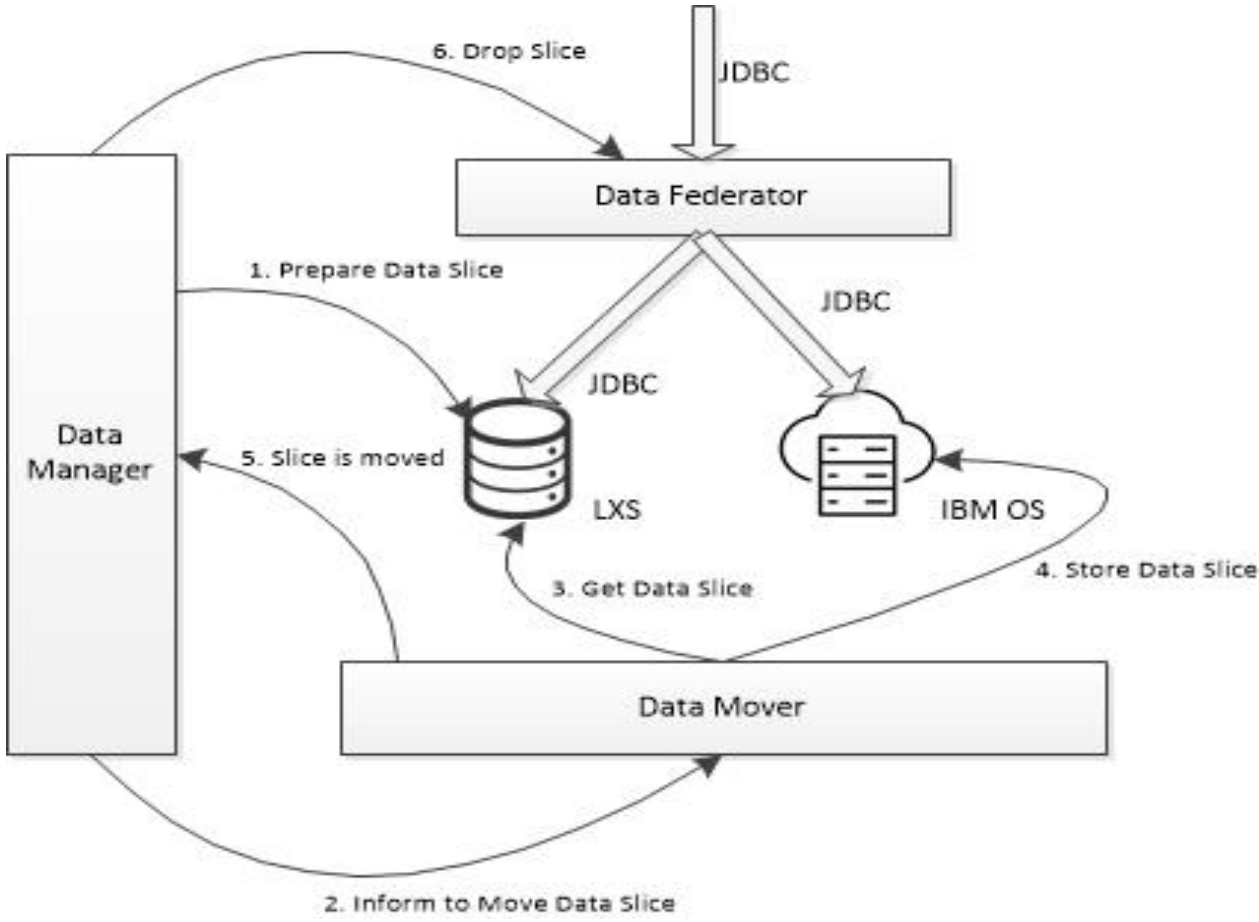 6. Drop Slice
JDBC
Data Federator
1. Prepare Data Slice
JDBC
JDBC
Data
Manager
5. Slice is moved
LXS
IBM OS
3. Get Data Slice
4. Store Data Slice
Data Mover
2. Inform to Move Data Slice